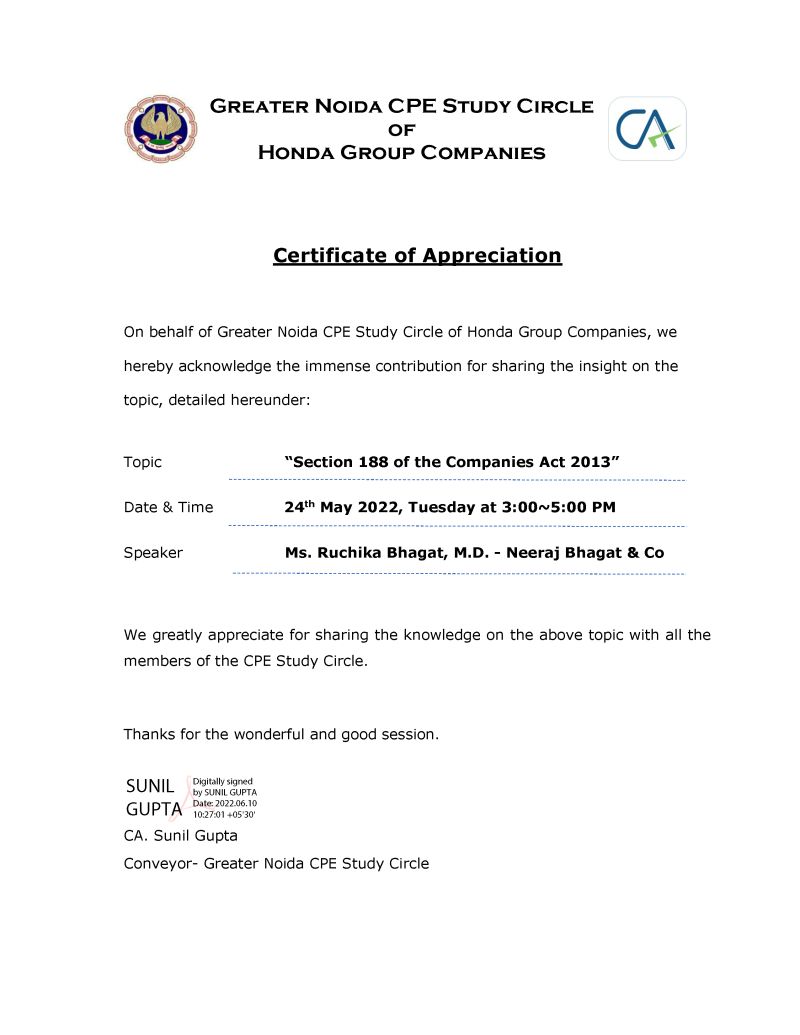 GREATER NOIDA CPE STUDY CIRCLE
OF
HONDA GROUP COMPANIES
CA
Certificate of Appreciation
On behalf of Greater Noida CPE Study Circle of Honda Group Companies, we
hereby acknowledge the immense contribution for sharing the insight on the
topic, detailed hereunder:
Topic “Section 188 of the Companies Act 2013”
Date & Time 24th May 2022, Tuesday at 3:00~5:00 PM
Speaker Ms. Ruchika Bhagat, M.D. - Neeraj Bhagat & Co
We greatly appreciate for sharing the knowledge on the above topic with all the
members of the CPE Study Circle.
Thanks for the wonderful and good session.
SUNIL
GUPTA
Digitally signed
by SUNIL GUPTA
Date: 2022.06.10
10:27:01 +05'30'
CA. Sunil Gupta
Conveyor- Greater Noida CPE Study Circle